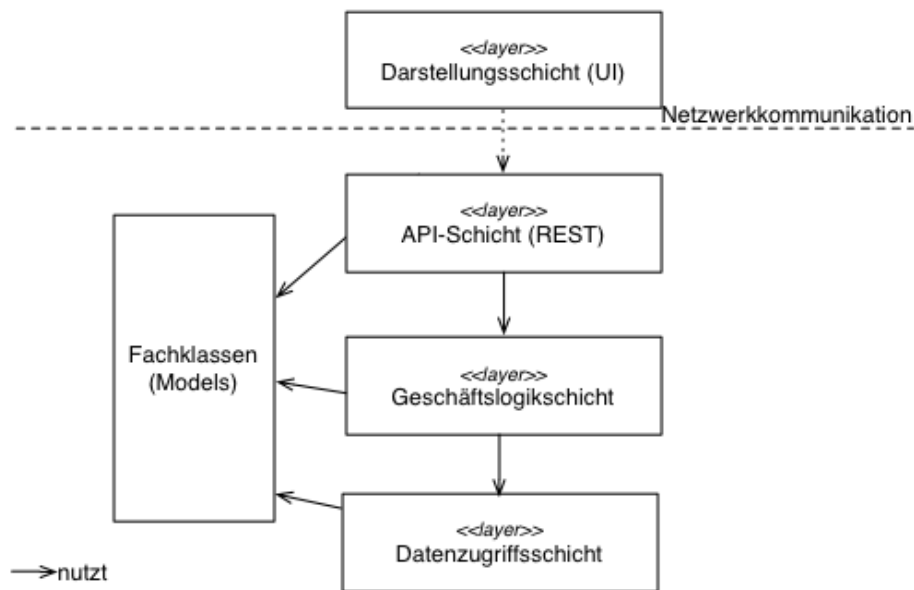 <<layer>>
Darstellungsschicht (UI)
Netzwerkkommunikation
<<layer>>
API-Schicht (REST)
Fachklassen
(Models)
<<layer>>
Geschäftslogikschicht
<<layer>>
Datenzugriffsschicht
nutzt